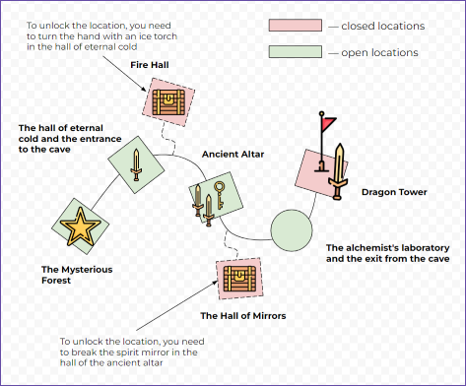 To unlock the location, you need
to turn the hand with an ice torch
in the hall of eternal cold
— closed locations
— open locations
Fire Hall
The hall of eternal
cold and the entrance
to the cave
Ancient Altar
Dragon Tower
The alchemist's laboratory
and the exit from the cave
The Mysterious
Forest
The Hall of Mirrors
To unlock the location, you need
to break the spirit mirror in the
hall of the ancient altar